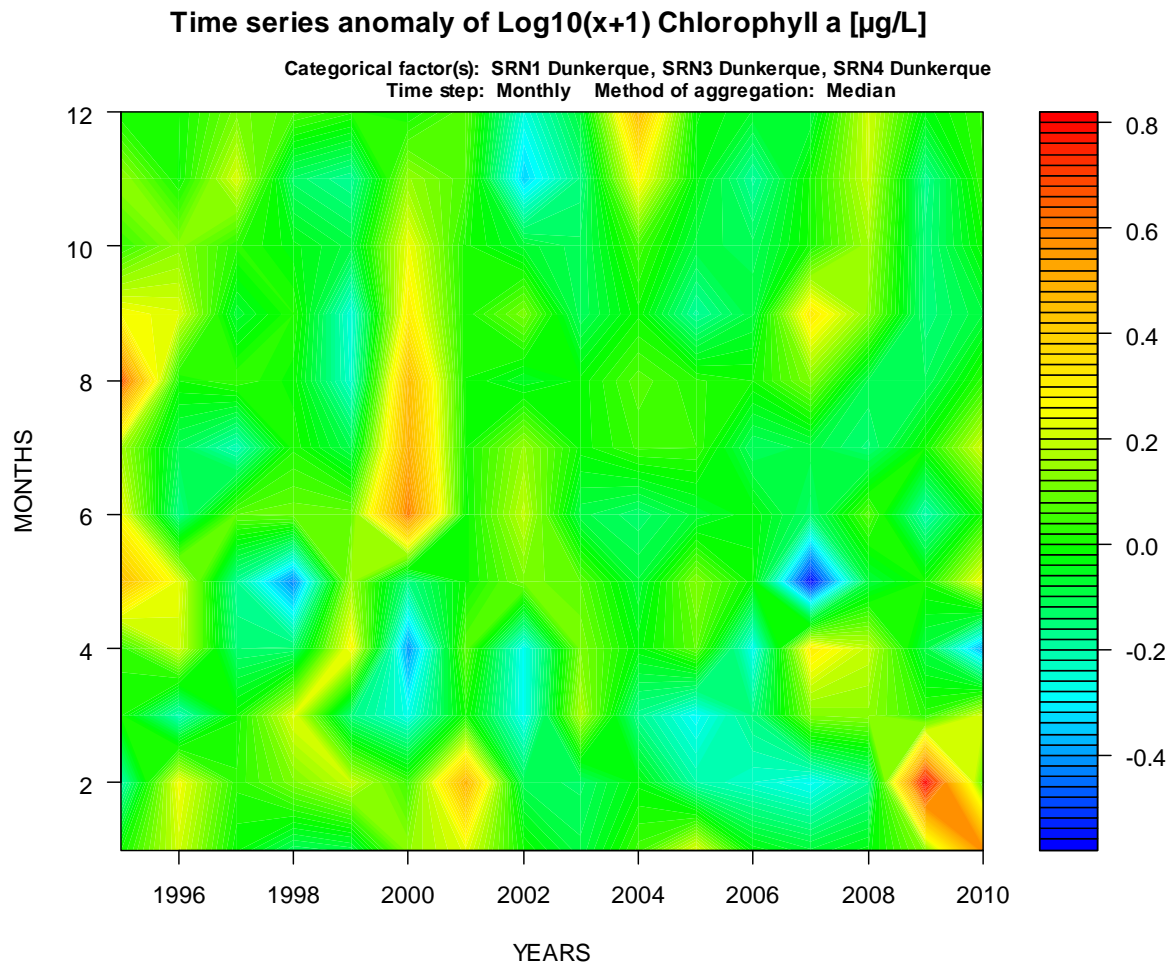 Time series anomaly of Log10(x+1) Chlorophyll a [µg/L]
Categorical factor(s): SRN1 Dunkerque, SRN3 Dunkerque, SRN4 Dunkerque
Time step: Monthly Method of aggregation: Median
12
10
8
6
4
2
MONTHS
1996 1998 2000 2002 2004 2006 2008 2010
YEARS
0.8
0.6
0.4
0.2
0.0
-0.2
-0.4